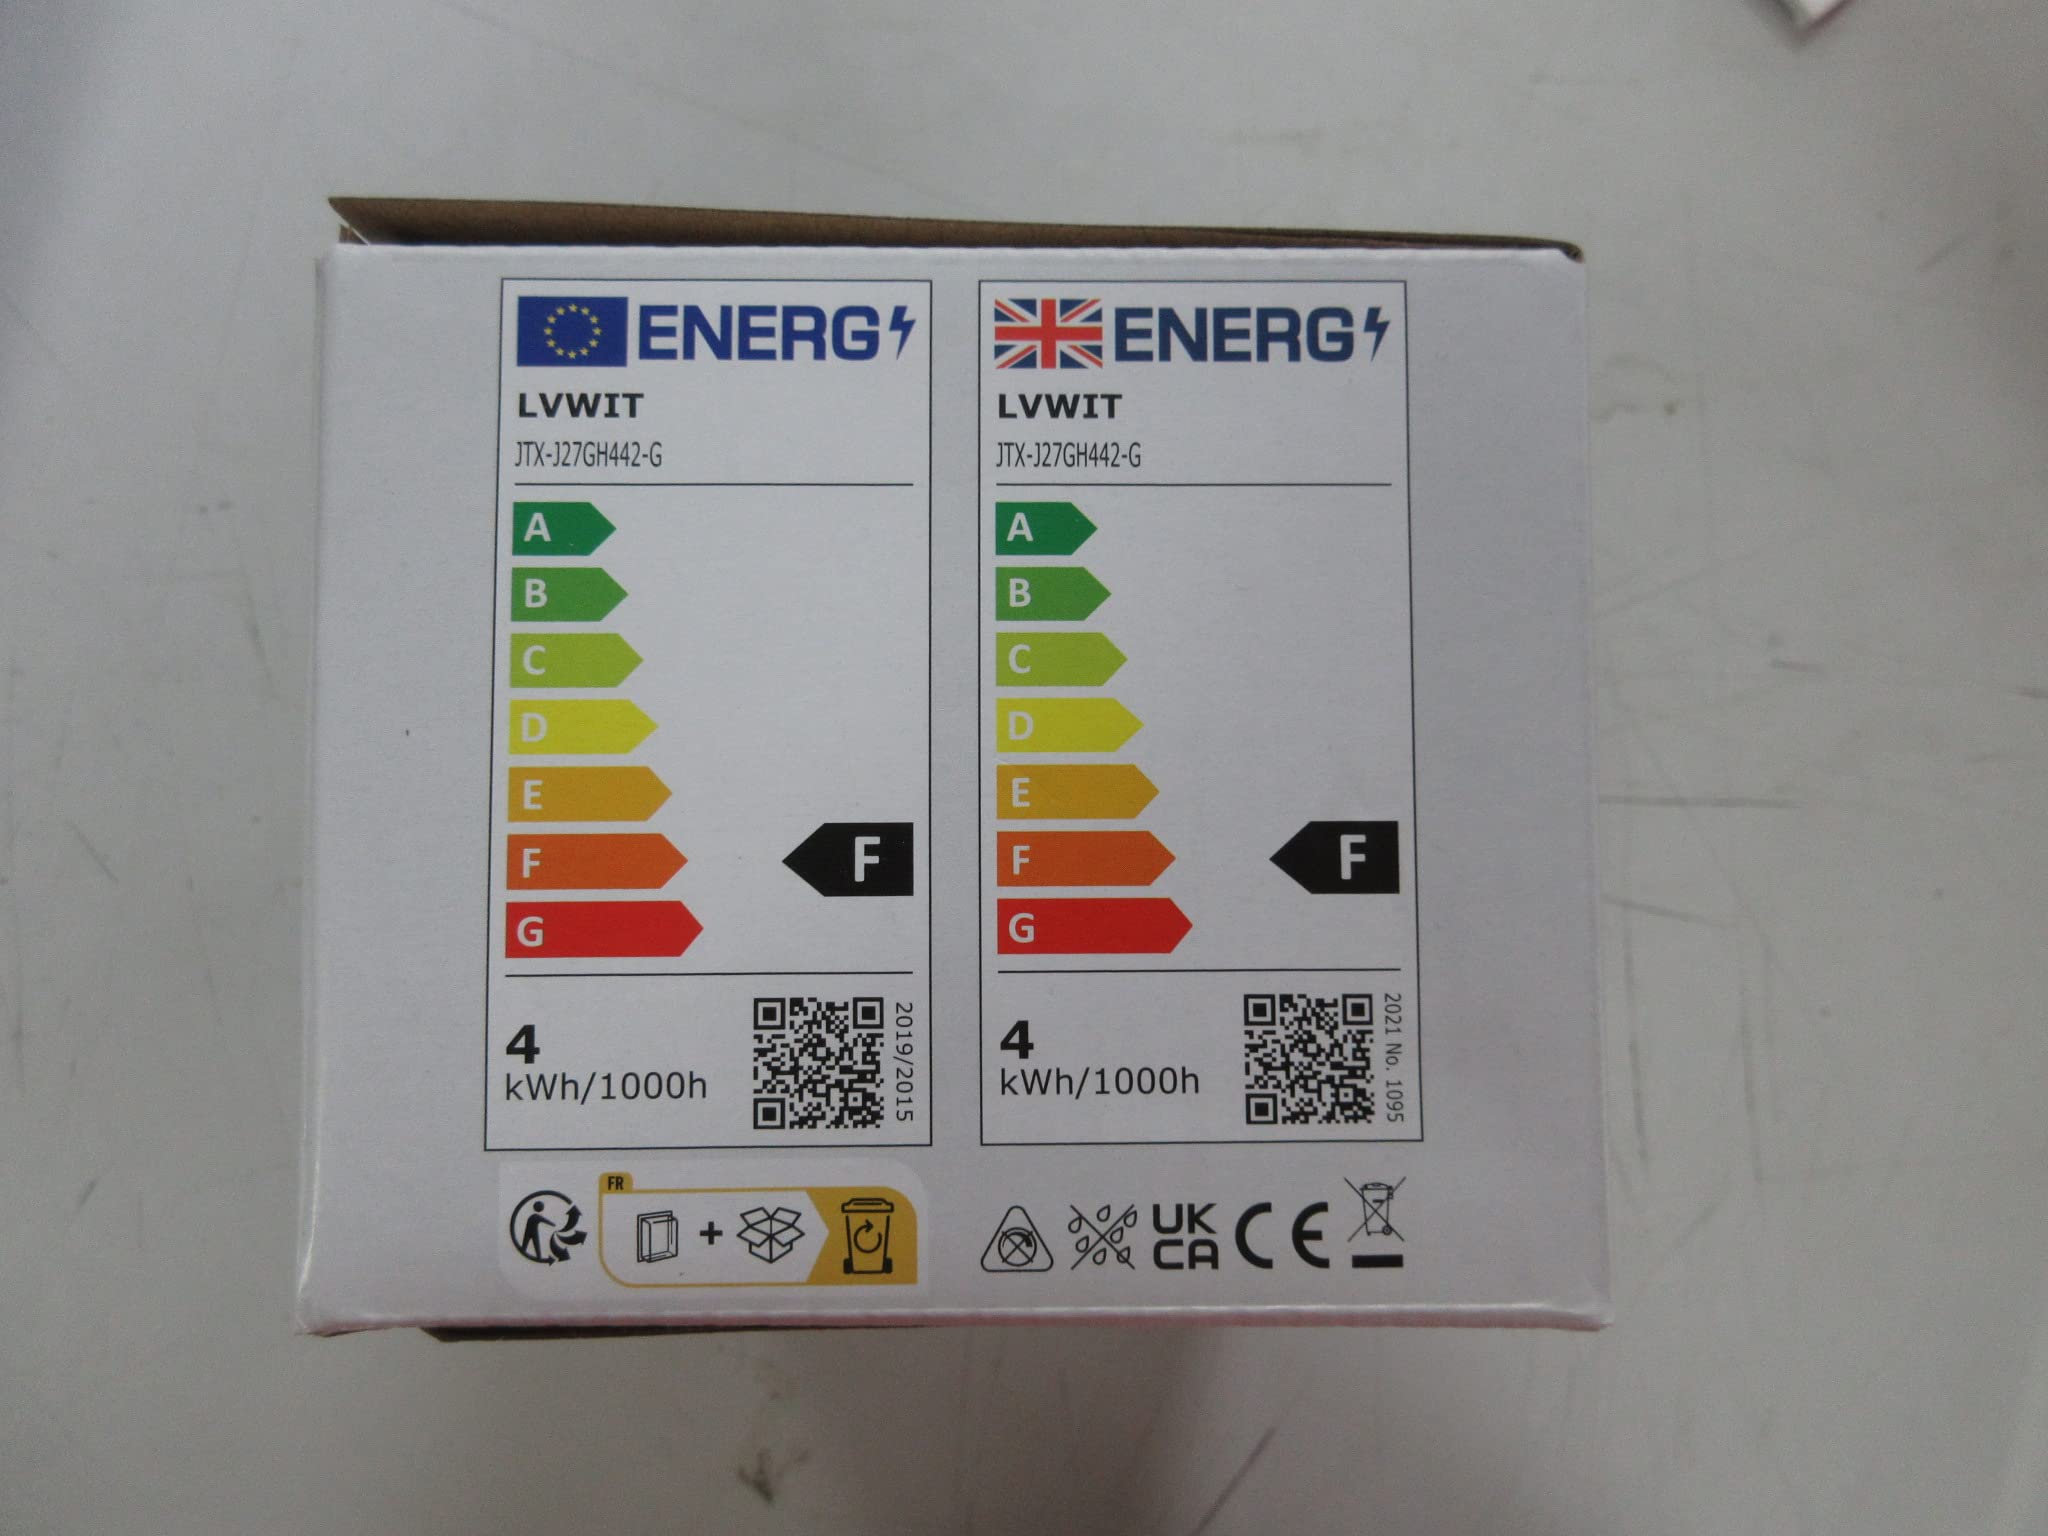 ENERG
LVWIT
JTX-J27GH442-G
A
B
C
D
E
F
F
G
4
kWh/1000h
2019/2015
ENERG
LVWIT
JTX-J27GH442-G
A
B
C
D
E
F
F
G
4
kWh/1000h
2021 No. 1095
FR
+
UK
CA
CE